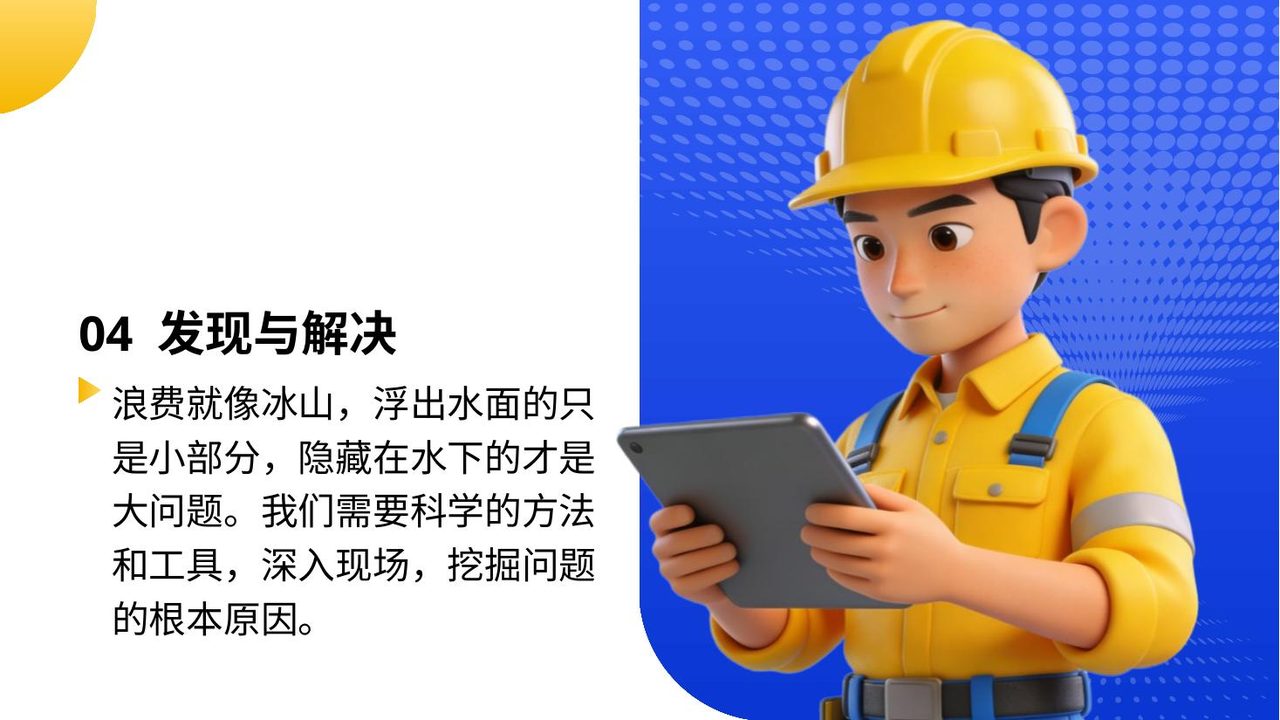 04 发现与解决
浪费就像冰山，浮出水面的只
是小部分，隐藏在水下的才是
大问题。我们需要科学的方法
和工具，深入现场，挖掘问题
的根本原因。